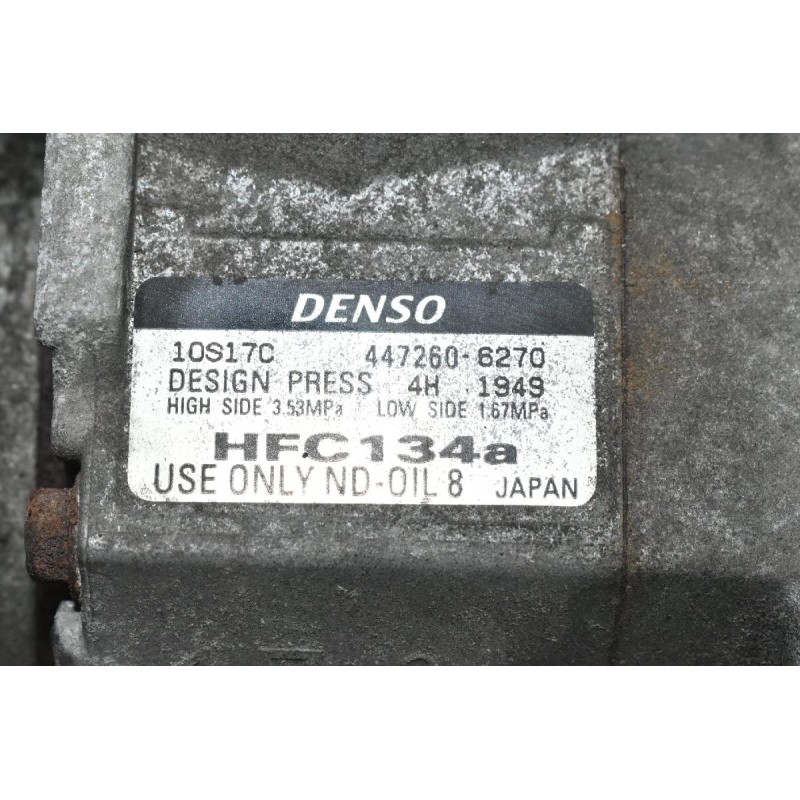 DENSO
10S17C 447260-6270
DESIGN PRESS 4H 1949
HIGH SIDE 3.53MPa LOW SIDE 1.67MPa
HFC134a
USE ONLY ND-OIL 8 JAPAN